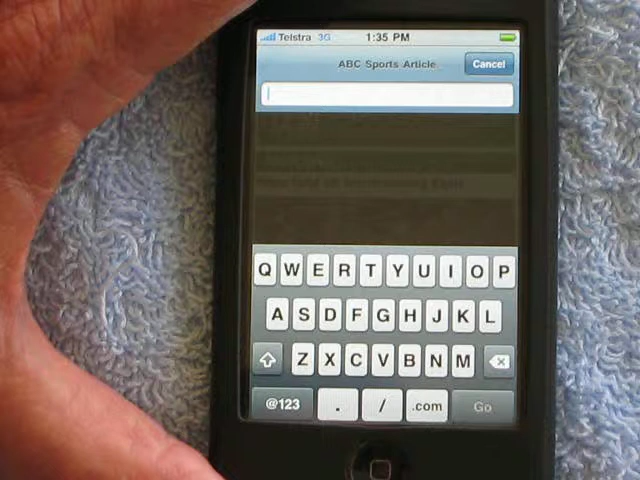 Telstra 3G 1:35 PM
ABC Sports Article
Cancel
Q W E R T Y U I O P
A S D F G H J K L
Z X C V B N M
@123 . / .com Go